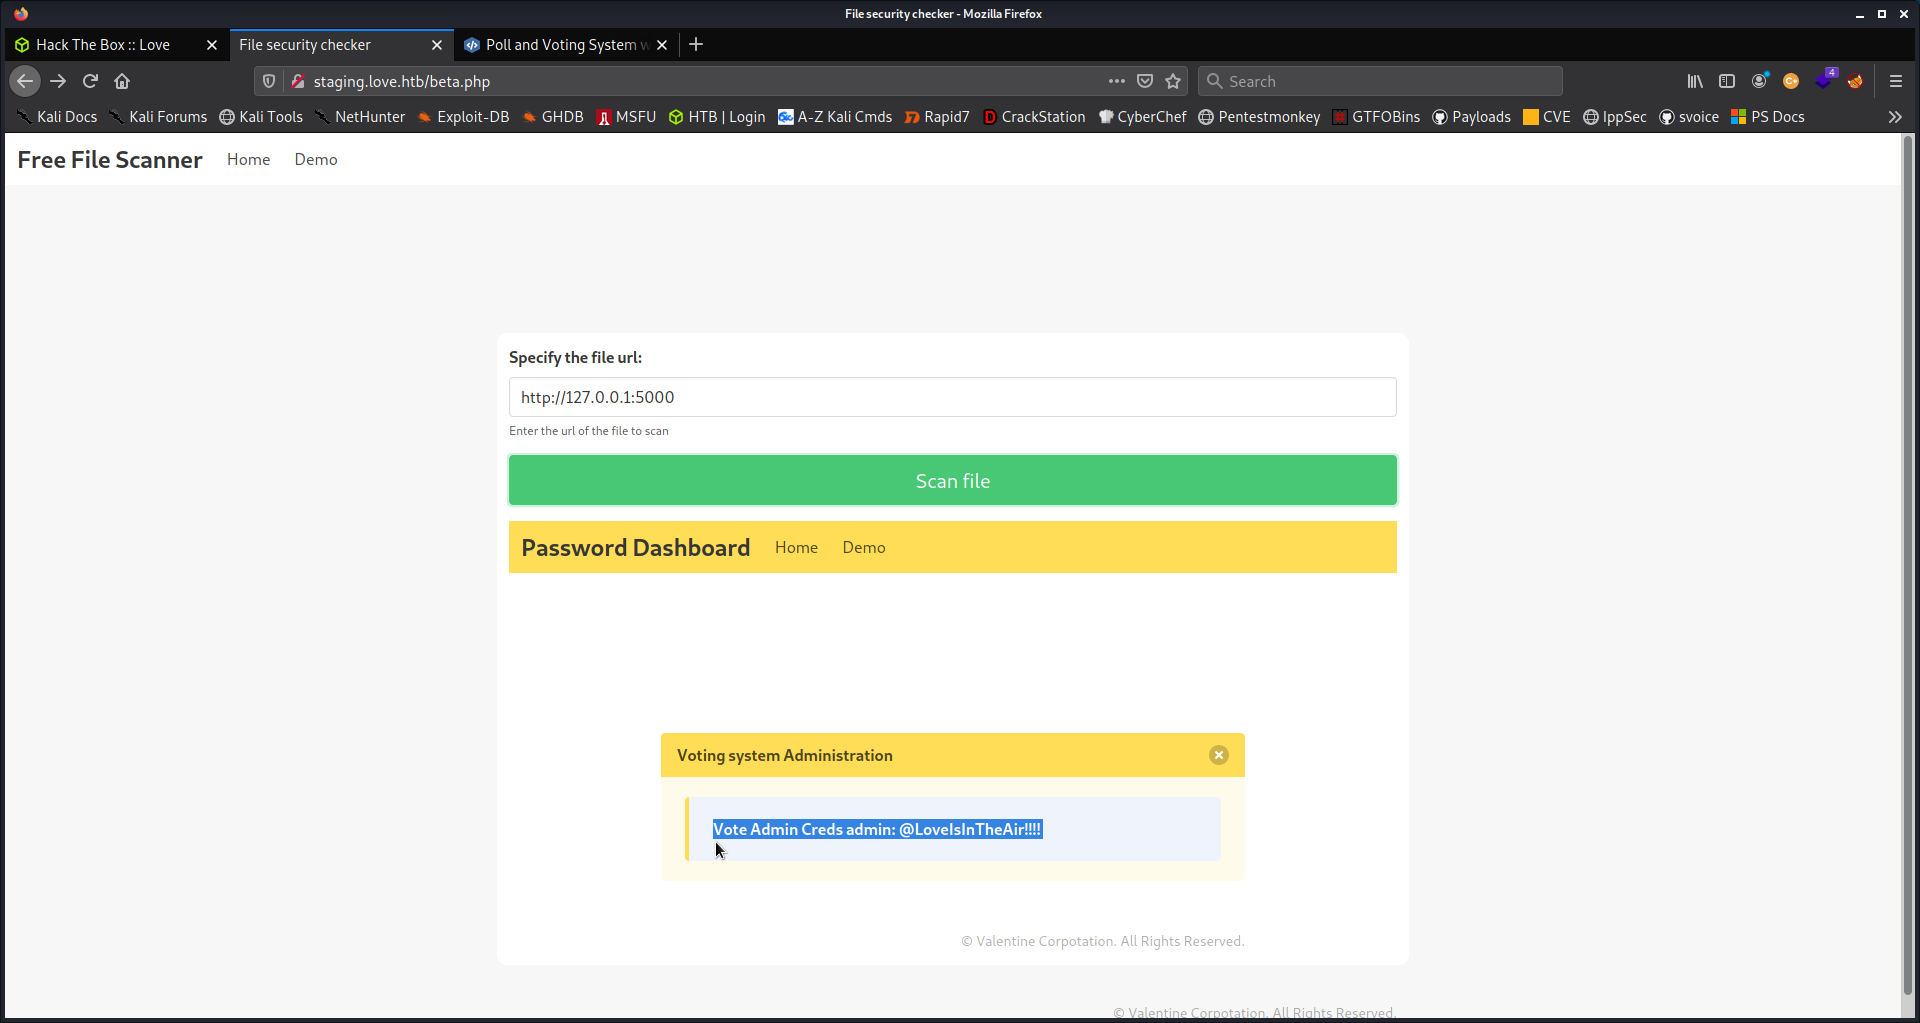 File security checker - Mozilla Firefox
Hack The Box :: Love
File security checker
Poll and Voting System
staging.love.htb/beta.php
Search
4
Kali Docs Kali Forums Kali Tools NetHunter Exploit-DB GHDB MSFU HTB | Login A-Z Kali Cmds Rapid7 CrackStation CyberChef Pentestmonkey GTFOBins Payloads CVE IppSec svoice PS Docs
Free File Scanner Home Demo
Specify the file url:
http://127.0.0.1:5000
Enter the url of the file to scan
Scan file
Password Dashboard Home Demo
Voting system Administration
Vote Admin Creds admin: @LoveIsInTheAir!!!!
© Valentine Corpotation. All Rights Reserved.
© Valentine Corpotation. All Rights Reserved.